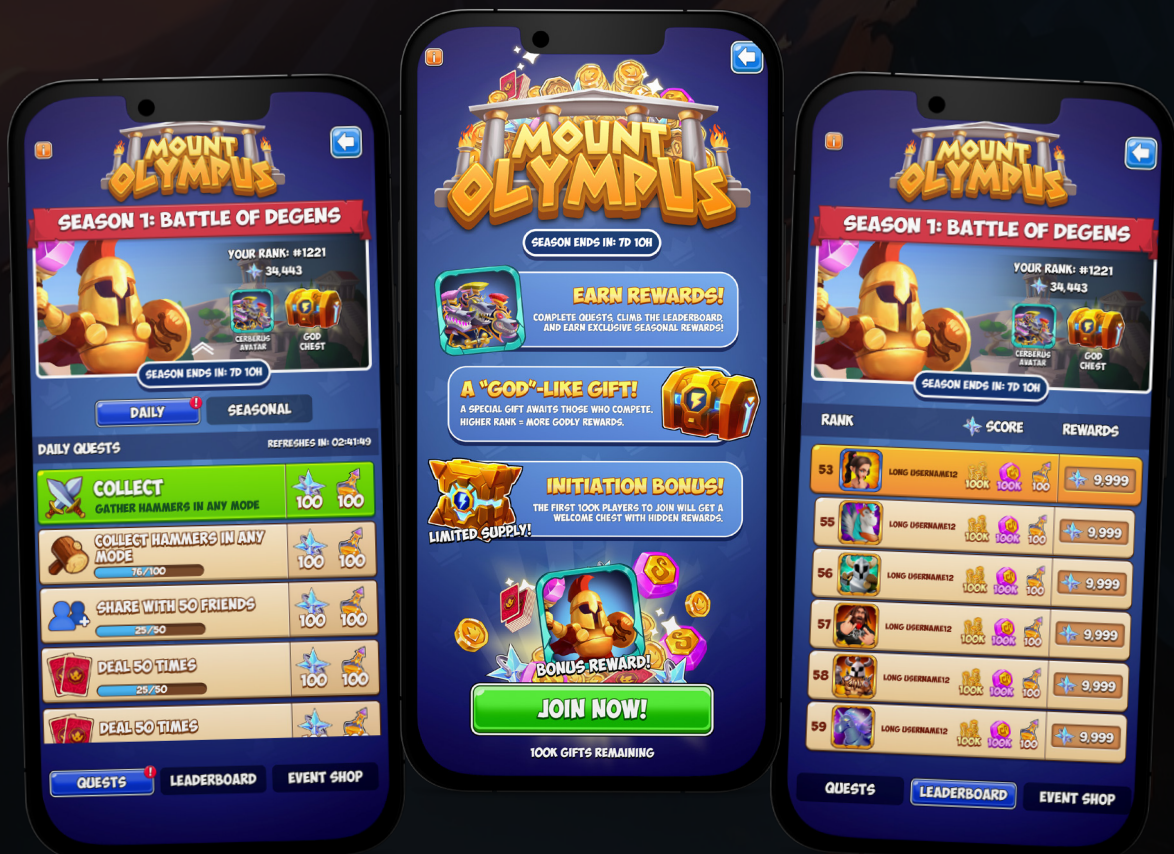 MOUNT
OLYMPUS
SEASON 1: BATTLE OF DEGENS
YOUR RANK: #1221
34,443
CERBERUS
AVATAR
GOD
CHEST
SEASON ENDS IN: 7D 10H
DAILY
!
SEASONAL
DAILY QUESTS
REFRESHES IN: 02:41:49
COLLECT
GATHER HAMMERS IN ANY MODE
100 100
COLLECT HAMMERS IN ANY
MODE
76/100
100 100
SHARE WITH 50 FRIENDS
25/50
100 100
DEAL 50 TIMES
25/50
100 100
DEAL 50 TIMES
QUESTS
!
LEADERBOARD
EVENT SHOP
MOUNT
OLYMPUS
SEASON ENDS IN: 7D 10H
EARN REWARDS!
COMPLETE QUESTS, CLIMB THE LEADERBOARD,
AND EARN EXCLUSIVE SEASONAL REWARDS!
A "GOD"-LIKE GIFT!
A SPECIAL GIFT AWAITS THOSE WHO COMPETE.
HIGHER RANK = MORE GODLY REWARDS.
INITIATION BONUS!
THE FIRST 100K PLAYERS TO JOIN WILL GET A
WELCOME CHEST WITH HIDDEN REWARDS.
LIMITED SUPPLY!
BONUS REWARD!
JOIN NOW!
100K GIFTS REMAINING
MOUNT
OLYMPUS
SEASON 1: BATTLE OF DEGENS
YOUR RANK: #1221
34,443
CERBERUS
AVATAR
GOD
CHEST
SEASON ENDS IN: 7D 10H
RANK SCORE REWARDS
53 LONG USERNAME12 100K 100K 100 9,999
55 LONG USERNAME12 100K 100K 100 9,999
56 LONG USERNAME12 100K 100K 100 9,999
57 LONG USERNAME12 100K 100K 100 9,999
58 LONG USERNAME12 100K 100K 100 9,999
59 LONG USERNAME12 100K 100K 100 9,999
QUESTS
LEADERBOARD
EVENT SHOP